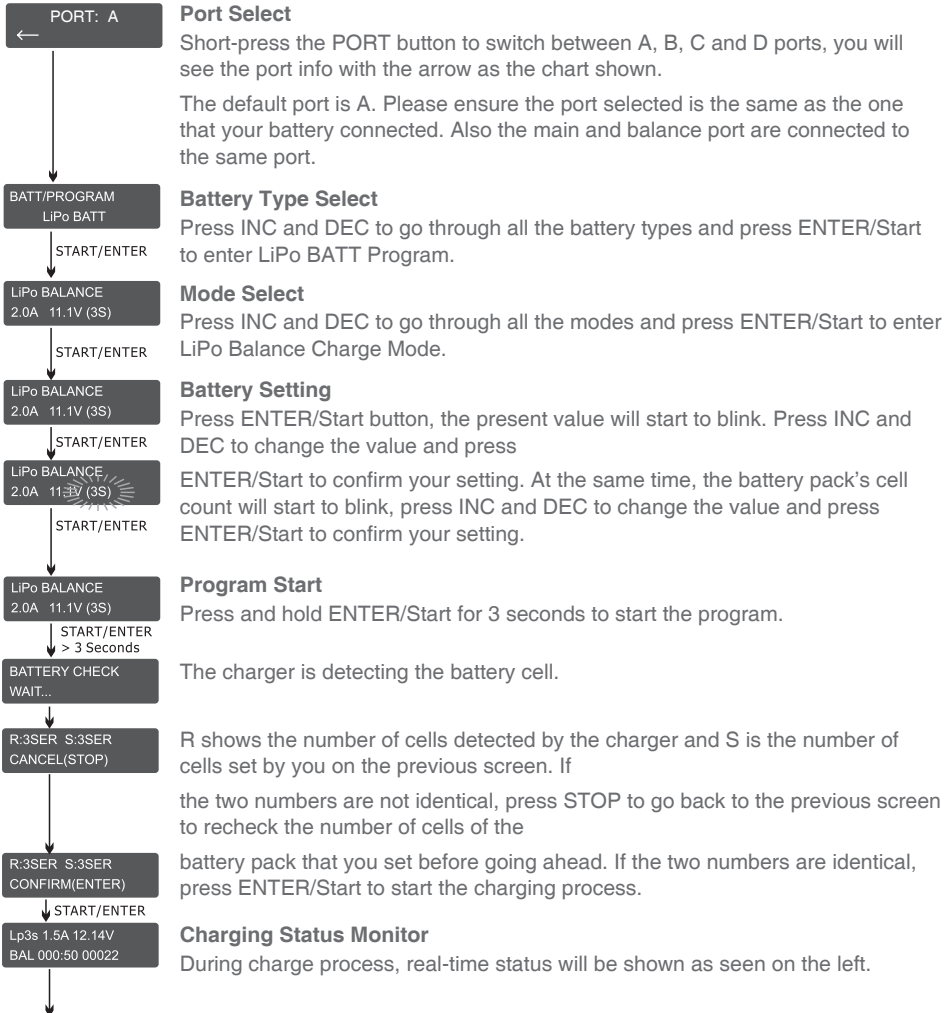 PORT: A
←
Port Select
Short-press the PORT button to switch between A, B, C and D ports, you will
see the port info with the arrow as the chart shown.
The default port is A. Please ensure the port selected is the same as the one
that your battery connected. Also the main and balance port are connected to
the same port.
BATT/PROGRAM
LiPo BATT
START/ENTER
Battery Type Select
Press INC and DEC to go through all the battery types and press ENTER/Start
to enter LiPo BATT Program.
LiPo BALANCE
2.0A 11.1V (3S)
START/ENTER
Mode Select
Press INC and DEC to go through all the modes and press ENTER/Start to enter
LiPo Balance Charge Mode.
LiPo BALANCE
2.0A 11.1V (3S)
START/ENTER
Battery Setting
Press ENTER/Start button, the present value will start to blink. Press INC and
DEC to change the value and press
LiPo BALANCE
2.0A 11.1V (3S)
START/ENTER
ENTER/Start to confirm your setting. At the same time, the battery pack's cell
count will start to blink, press INC and DEC to change the value and press
ENTER/Start to confirm your setting.
LiPo BALANCE
2.0A 11.1V (3S)
START/ENTER
> 3 Seconds
Program Start
Press and hold ENTER/Start for 3 seconds to start the program.
BATTERY CHECK
WAIT...
The charger is detecting the battery cell.
R:3SER S:3SER
CANCEL(STOP)
R shows the number of cells detected by the charger and S is the number of
cells set by you on the previous screen. If
the two numbers are not identical, press STOP to go back to the previous screen
to recheck the number of cells of the
R:3SER S:3SER
CONFIRM(ENTER)
START/ENTER
battery pack that you set before going ahead. If the two numbers are identical,
press ENTER/Start to start the charging process.
Lp3s 1.5A 12.14V
BAL 000:50 00022
Charging Status Monitor
During charge process, real-time status will be shown as seen on the left.